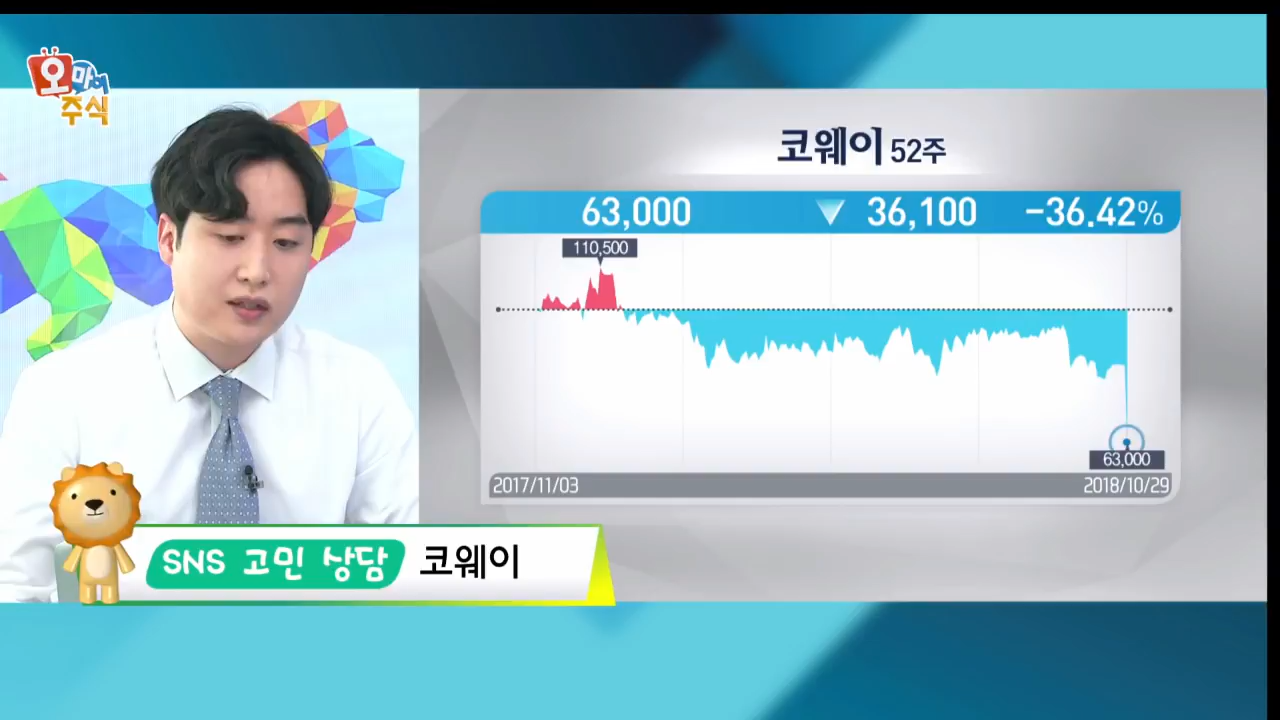 오마이
주식
코웨이 52주
63,000 ▼ 36,100 -36.42%
110,500
63,000
2017/11/03 2018/10/29
SNS 고민 상담 코웨이